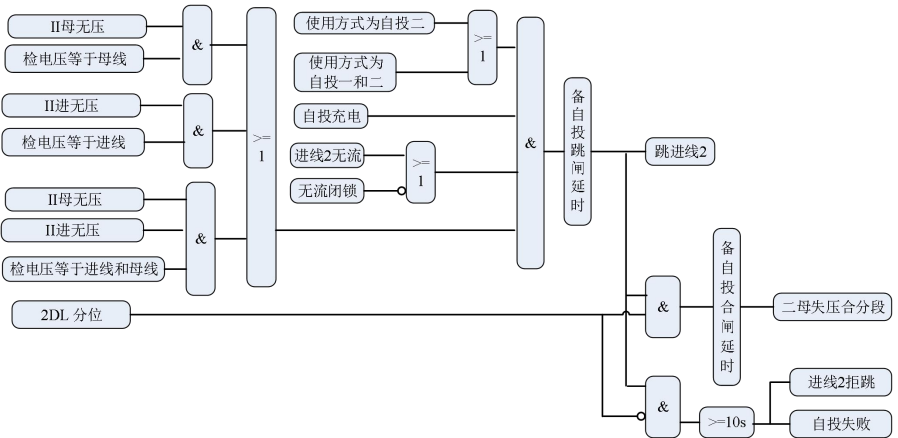 II母无压
检电压等于母线
&
II进无压
检电压等于进线
&
II母无压
II进无压
检电压等于进线和母线
&
>=
1
2DL 分位
使用方式为自投二
使用方式为
自投一和二
>=
1
自投充电
进线2无流
无流闭锁
>=
1
&
备自投跳闸延时
跳进线2
&
备自投合闸延时
二母失压合分段
&
>=10s
进线2拒跳
自投失败